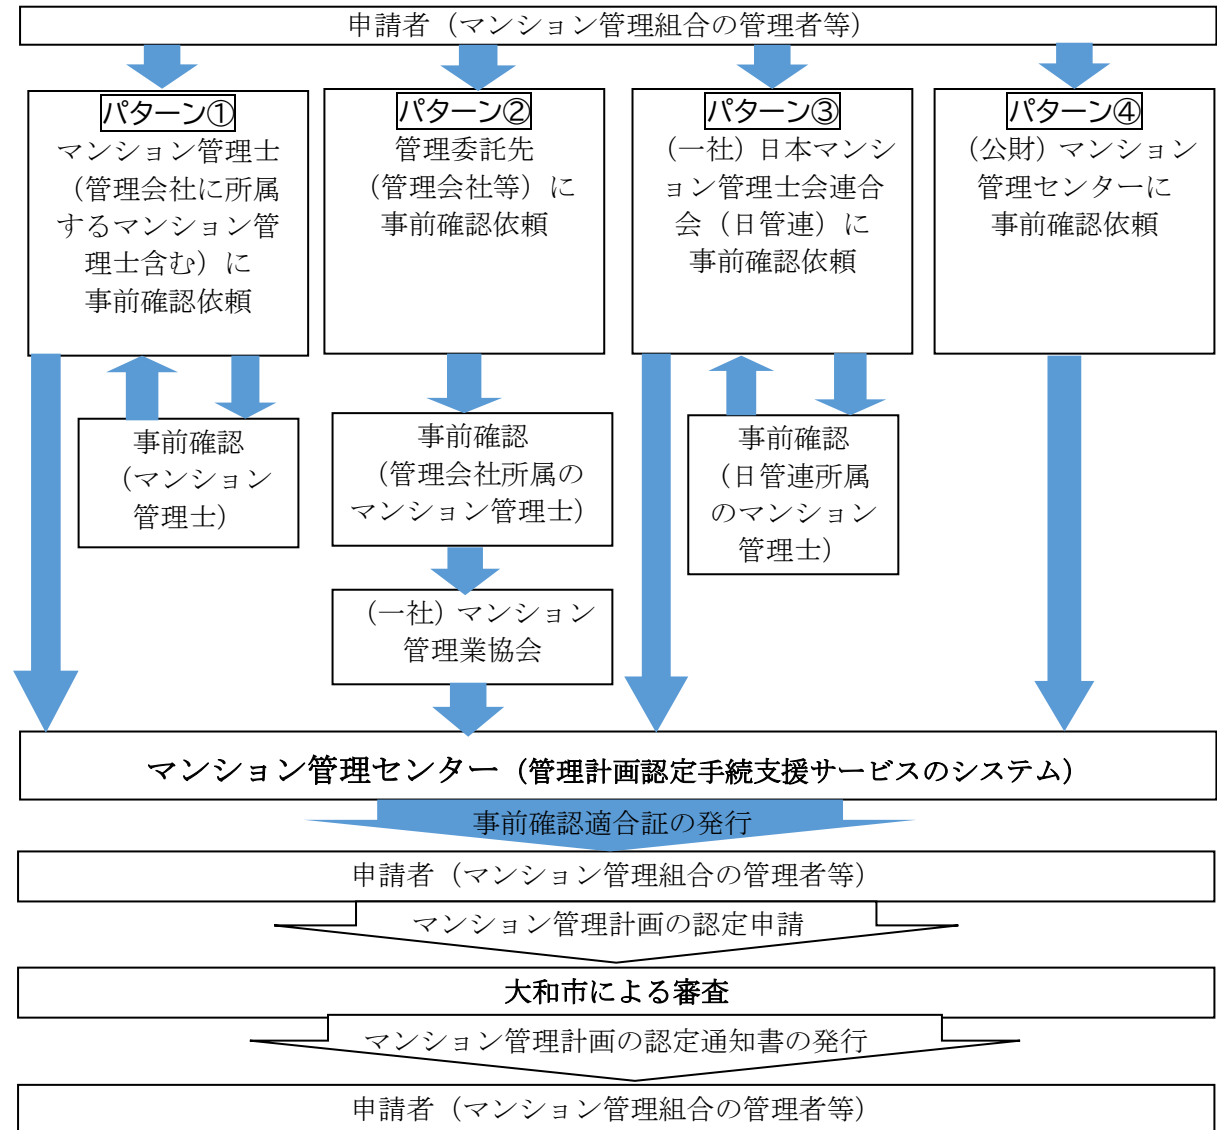 申請者（マンション管理組合の管理者等）
パターン①
マンション管理士
（管理会社に所属
するマンション管
理士含む）に
事前確認依頼
パターン②
管理委託先
（管理会社等）に
事前確認依頼
パターン③
（一社）日本マンシ
ョン管理士会連合
会（日管連）に
事前確認依頼
パターン④
（公財）マンション
管理センターに
事前確認依頼
事前確認
（マンション
管理士）
事前確認
（管理会社所属の
マンション管理士）
事前確認
（日管連所属
のマンション
管理士）
（一社）マンション
管理業協会
マンション管理センター（管理計画認定手続支援サービスのシステム）
事前確認適合証の発行
申請者（マンション管理組合の管理者等）
マンション管理計画の認定申請
大和市による審査
マンション管理計画の認定通知書の発行
申請者（マンション管理組合の管理者等）